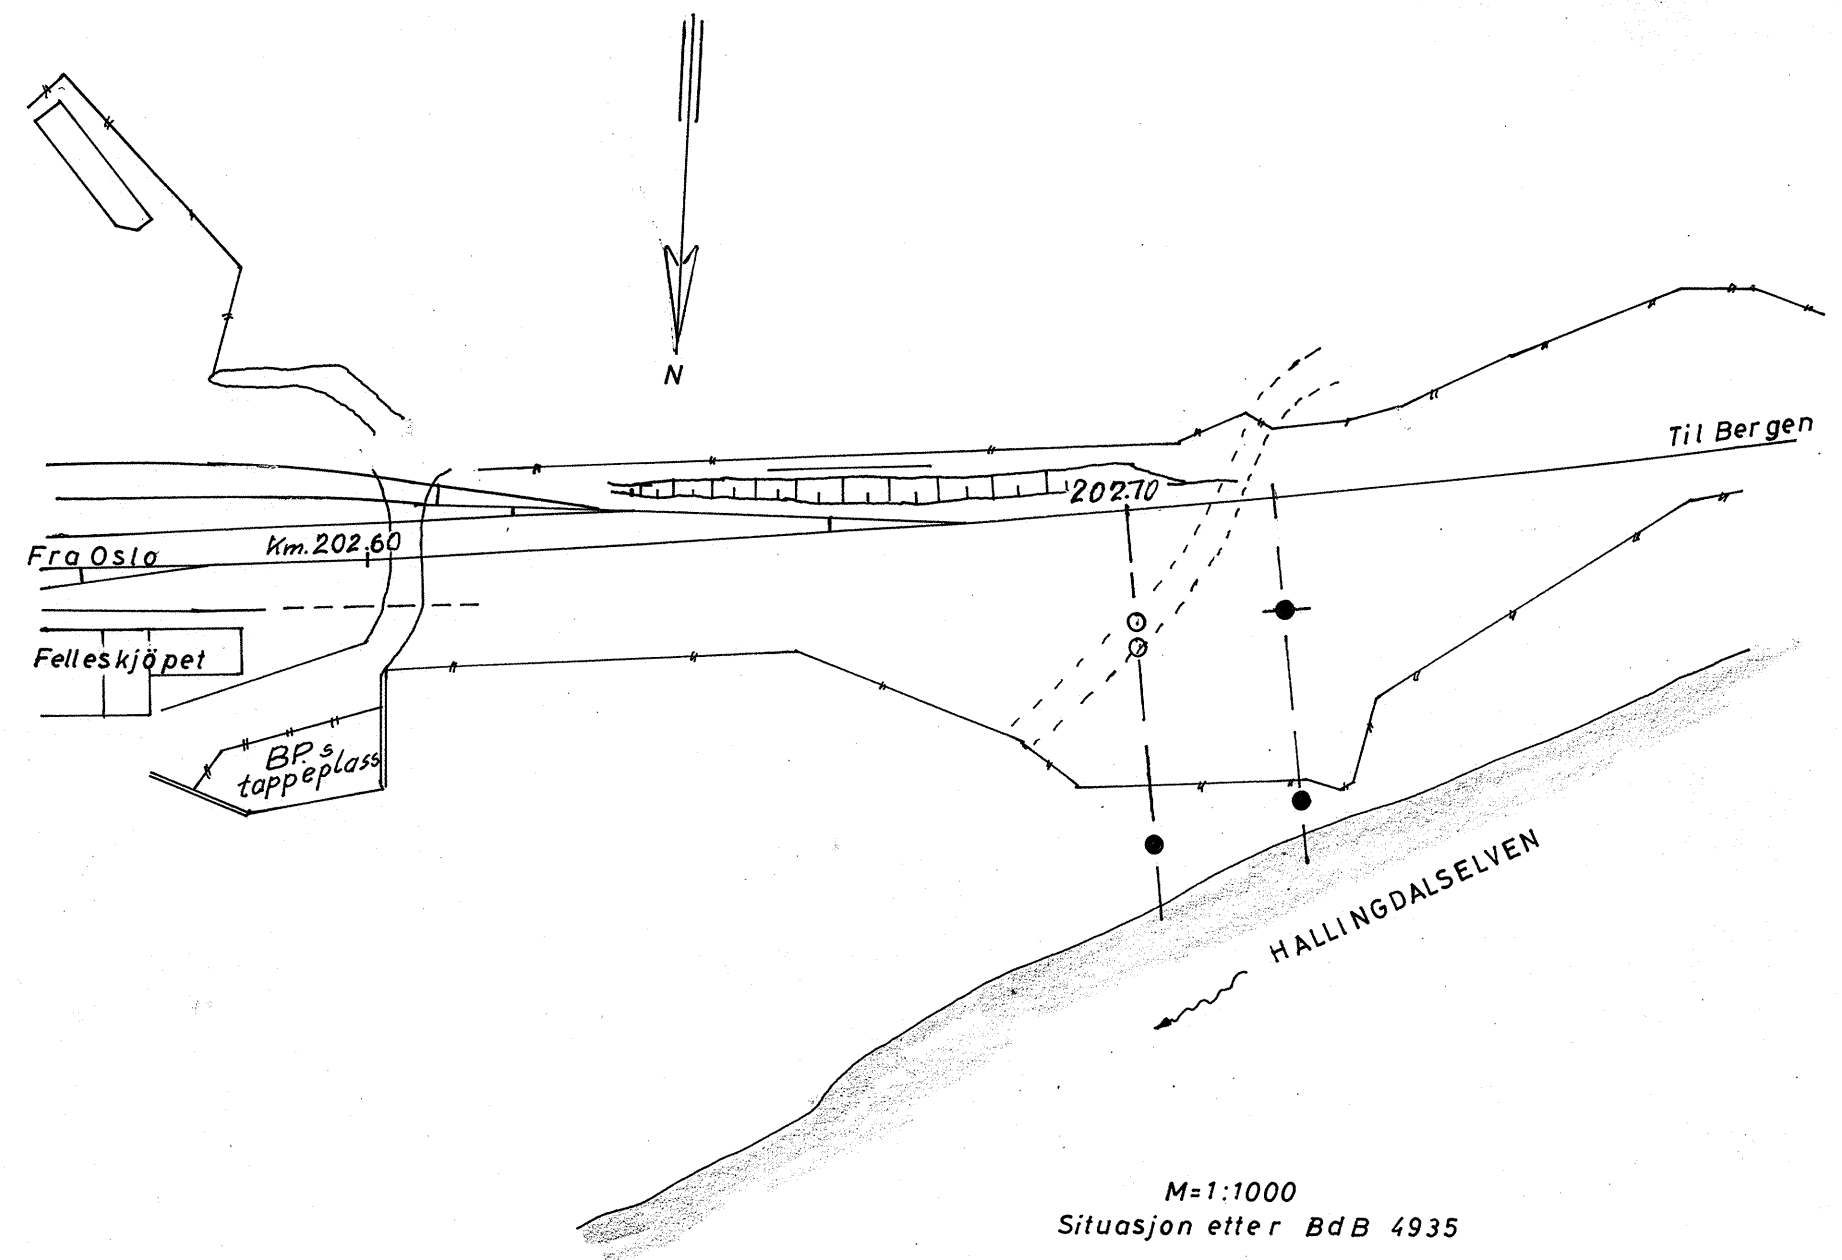 N
Til Bergen
202.70
Km. 202.60
Fra Oslo
Felleskjöpet
BP.s
tappeplass
HALLINGDALSELVEN
M=1:1000
Situasjon etter BdB 4935